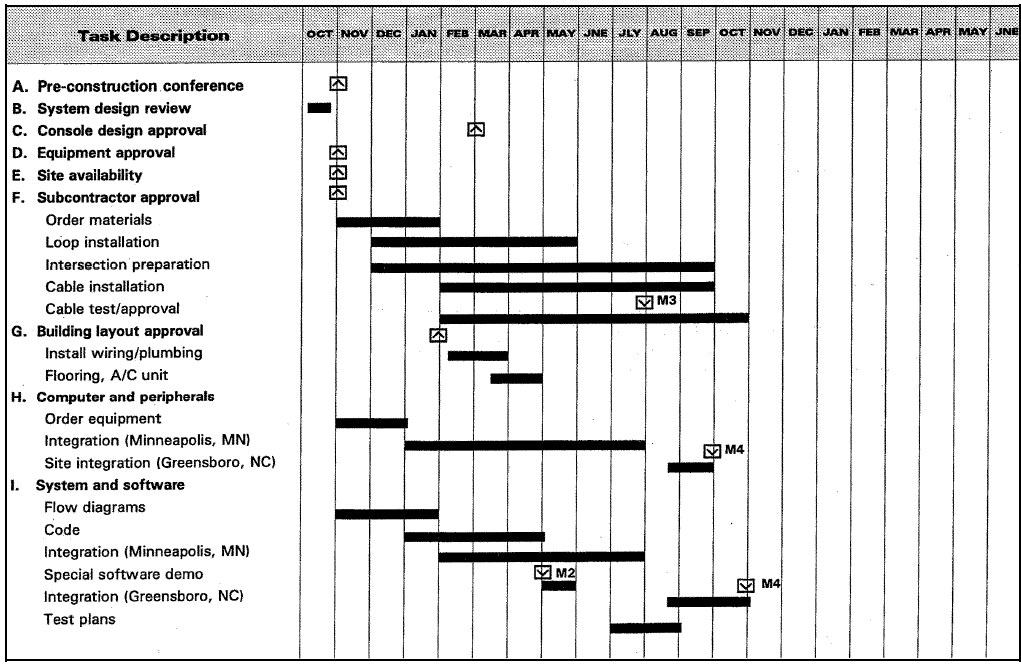 Task Description OCT NOV DEC JAN FEB MAR APR MAY JNE JLY AUG SEP OCT NOV DEC JAN FEB MAR APR MAY JNE
A. Pre-construction conference
B. System design review
C. Console design approval
D. Equipment approval
E. Site availability
F. Subcontractor approval
Order materials
Loop installation
Intersection preparation
Cable installation
Cable test/approval M3
G. Building layout approval
Install wiring/plumbing
Flooring, A/C unit
H. Computer and peripherals
Order equipment
Integration (Minneapolis, MN)
Site integration (Greensboro, NC) M4
I. System and software
Flow diagrams
Code
Integration (Minneapolis, MN)
Special software demo M2
Integration (Greensboro, NC) M4
Test plans